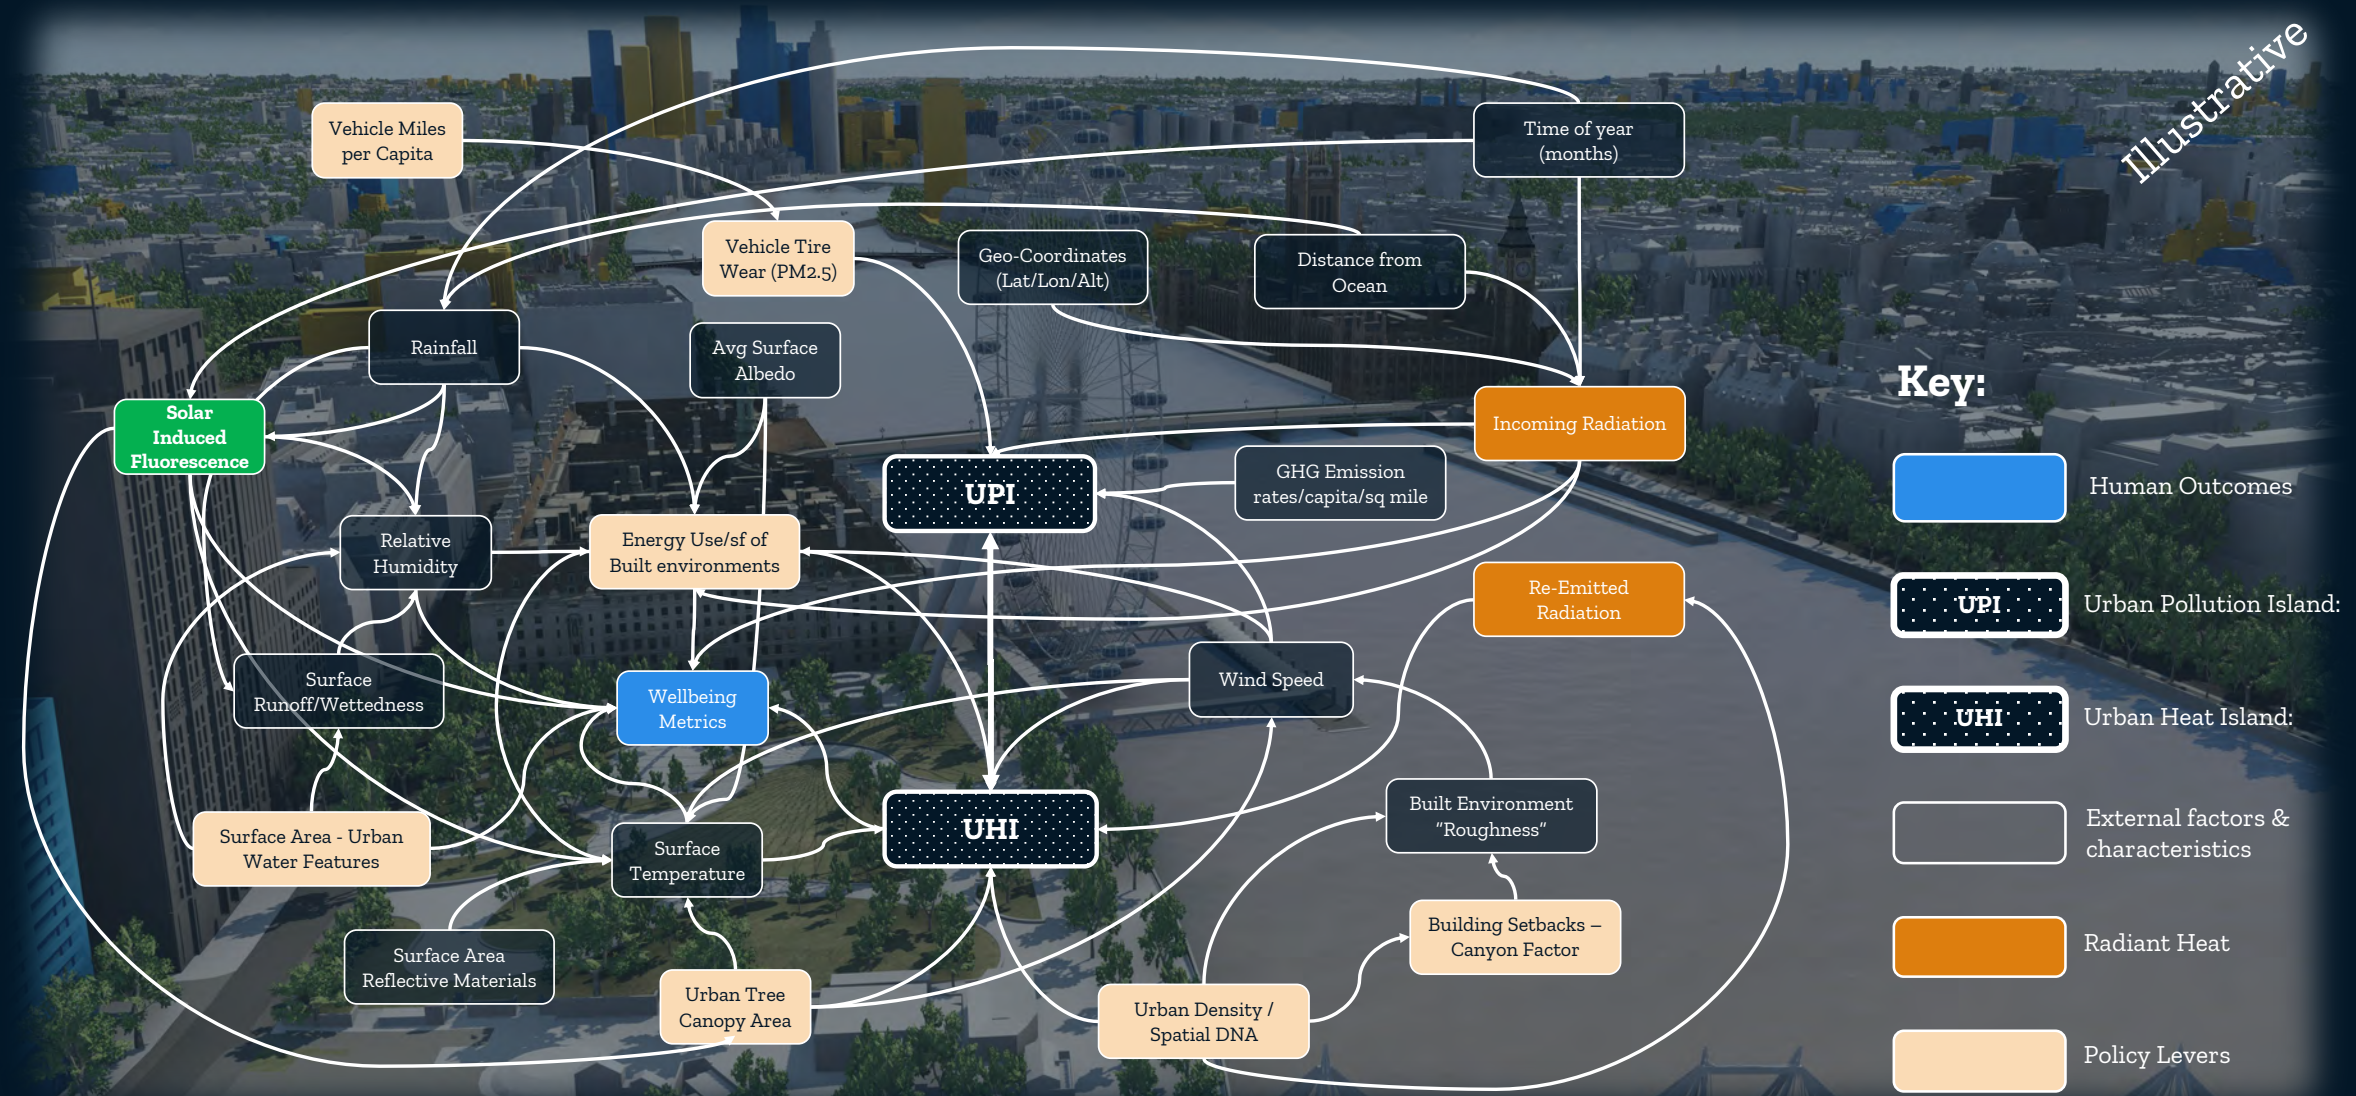 Illustrative
Vehicle Miles
per Capita
Time of year
(months)
Vehicle Tire
Wear (PM2.5)
Geo-Coordinates
(Lat/Lon/Alt)
Distance from
Ocean
Rainfall
Avg Surface
Albedo
Solar
Induced
Fluorescence
Incoming Radiation
UPI
GHG Emission
rates/capita/sq mile
Relative
Humidity
Energy Use/sf of
Built environments
Re-Emitted
Radiation
Surface
Runoff/Wettedness
Wellbeing
Metrics
Wind Speed
Surface Area - Urban
Water Features
Surface
Temperature
UHI
Built Environment
“Roughness”
Surface Area
Reflective Materials
Urban Tree
Canopy Area
Building Setbacks –
Canyon Factor
Urban Density /
Spatial DNA
Key:
Human Outcomes
UPI
Urban Pollution Island:
UHI
Urban Heat Island:
External factors &
characteristics
Radiant Heat
Policy Levers